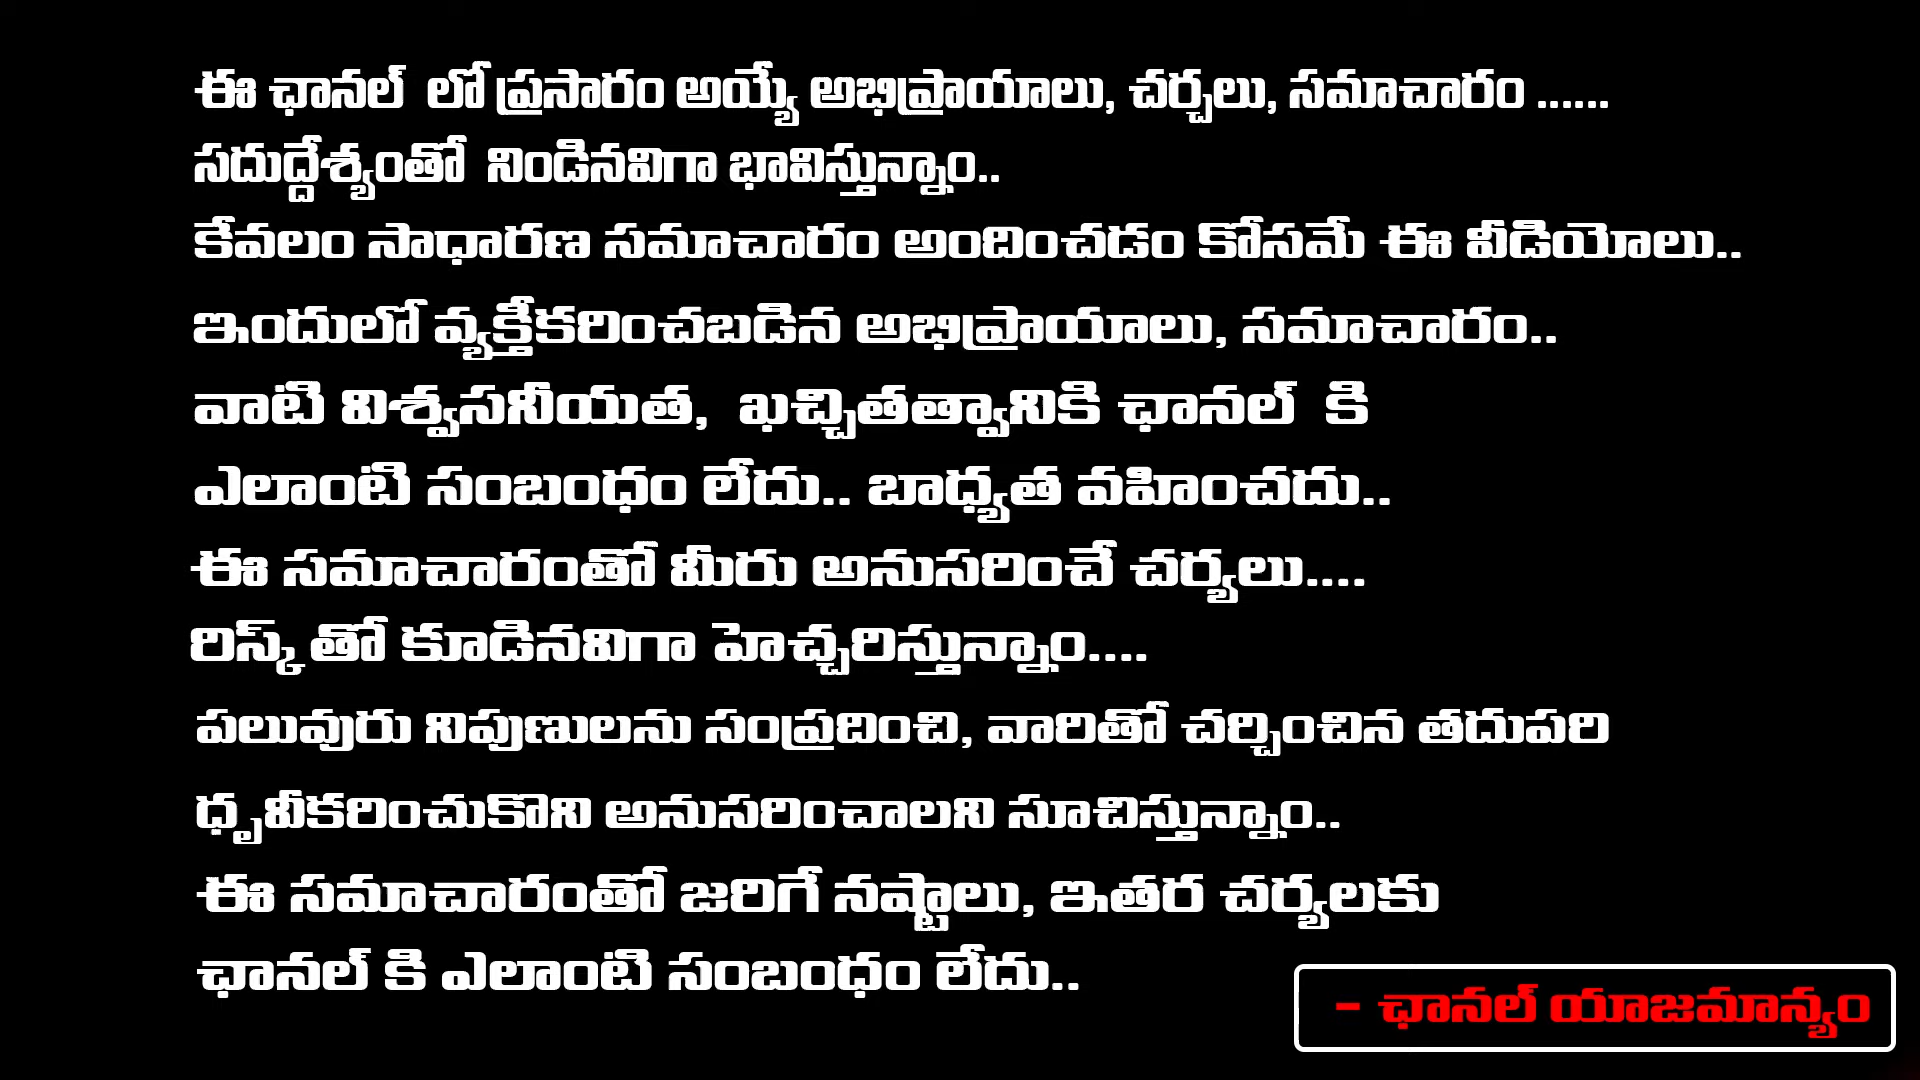 ఈ ఛానల్ లో ప్రసారం అయ్యే అభిప్రాయాలు, చర్చలు, సమాచారం ......
సదుద్దేశ్యంతో నిండినవిగా భావిస్తున్నాం..
కేవలం సాధారణ సమాచారం అందించడం కోసమే ఈ వీడియోలు..
ఇందులో వ్యక్తీకరించబడిన అభిప్రాయాలు, సమాచారం..
వాటి విశ్వసనీయత, ఖచ్చితత్వానికి ఛానల్ కి
ఎలాంటి సంబంధం లేదు.. బాధ్యత వహించదు..
ఈ సమాచారంతో మీరు అనుసరించే చర్యలు....
రిస్క్ తో కూడినవిగా హెచ్చరిస్తున్నాం....
పలువురు నిపుణులను సంప్రదించి, వారితో చర్చించిన తదుపరి
ధృవీకరించుకొని అనుసరించాలని సూచిస్తున్నాం..
ఈ సమాచారంతో జరిగే నష్టాలు, ఇతర చర్యలకు
ఛానల్ కి ఎలాంటి సంబంధం లేదు..
- ఛానల్ యాజమాన్యం